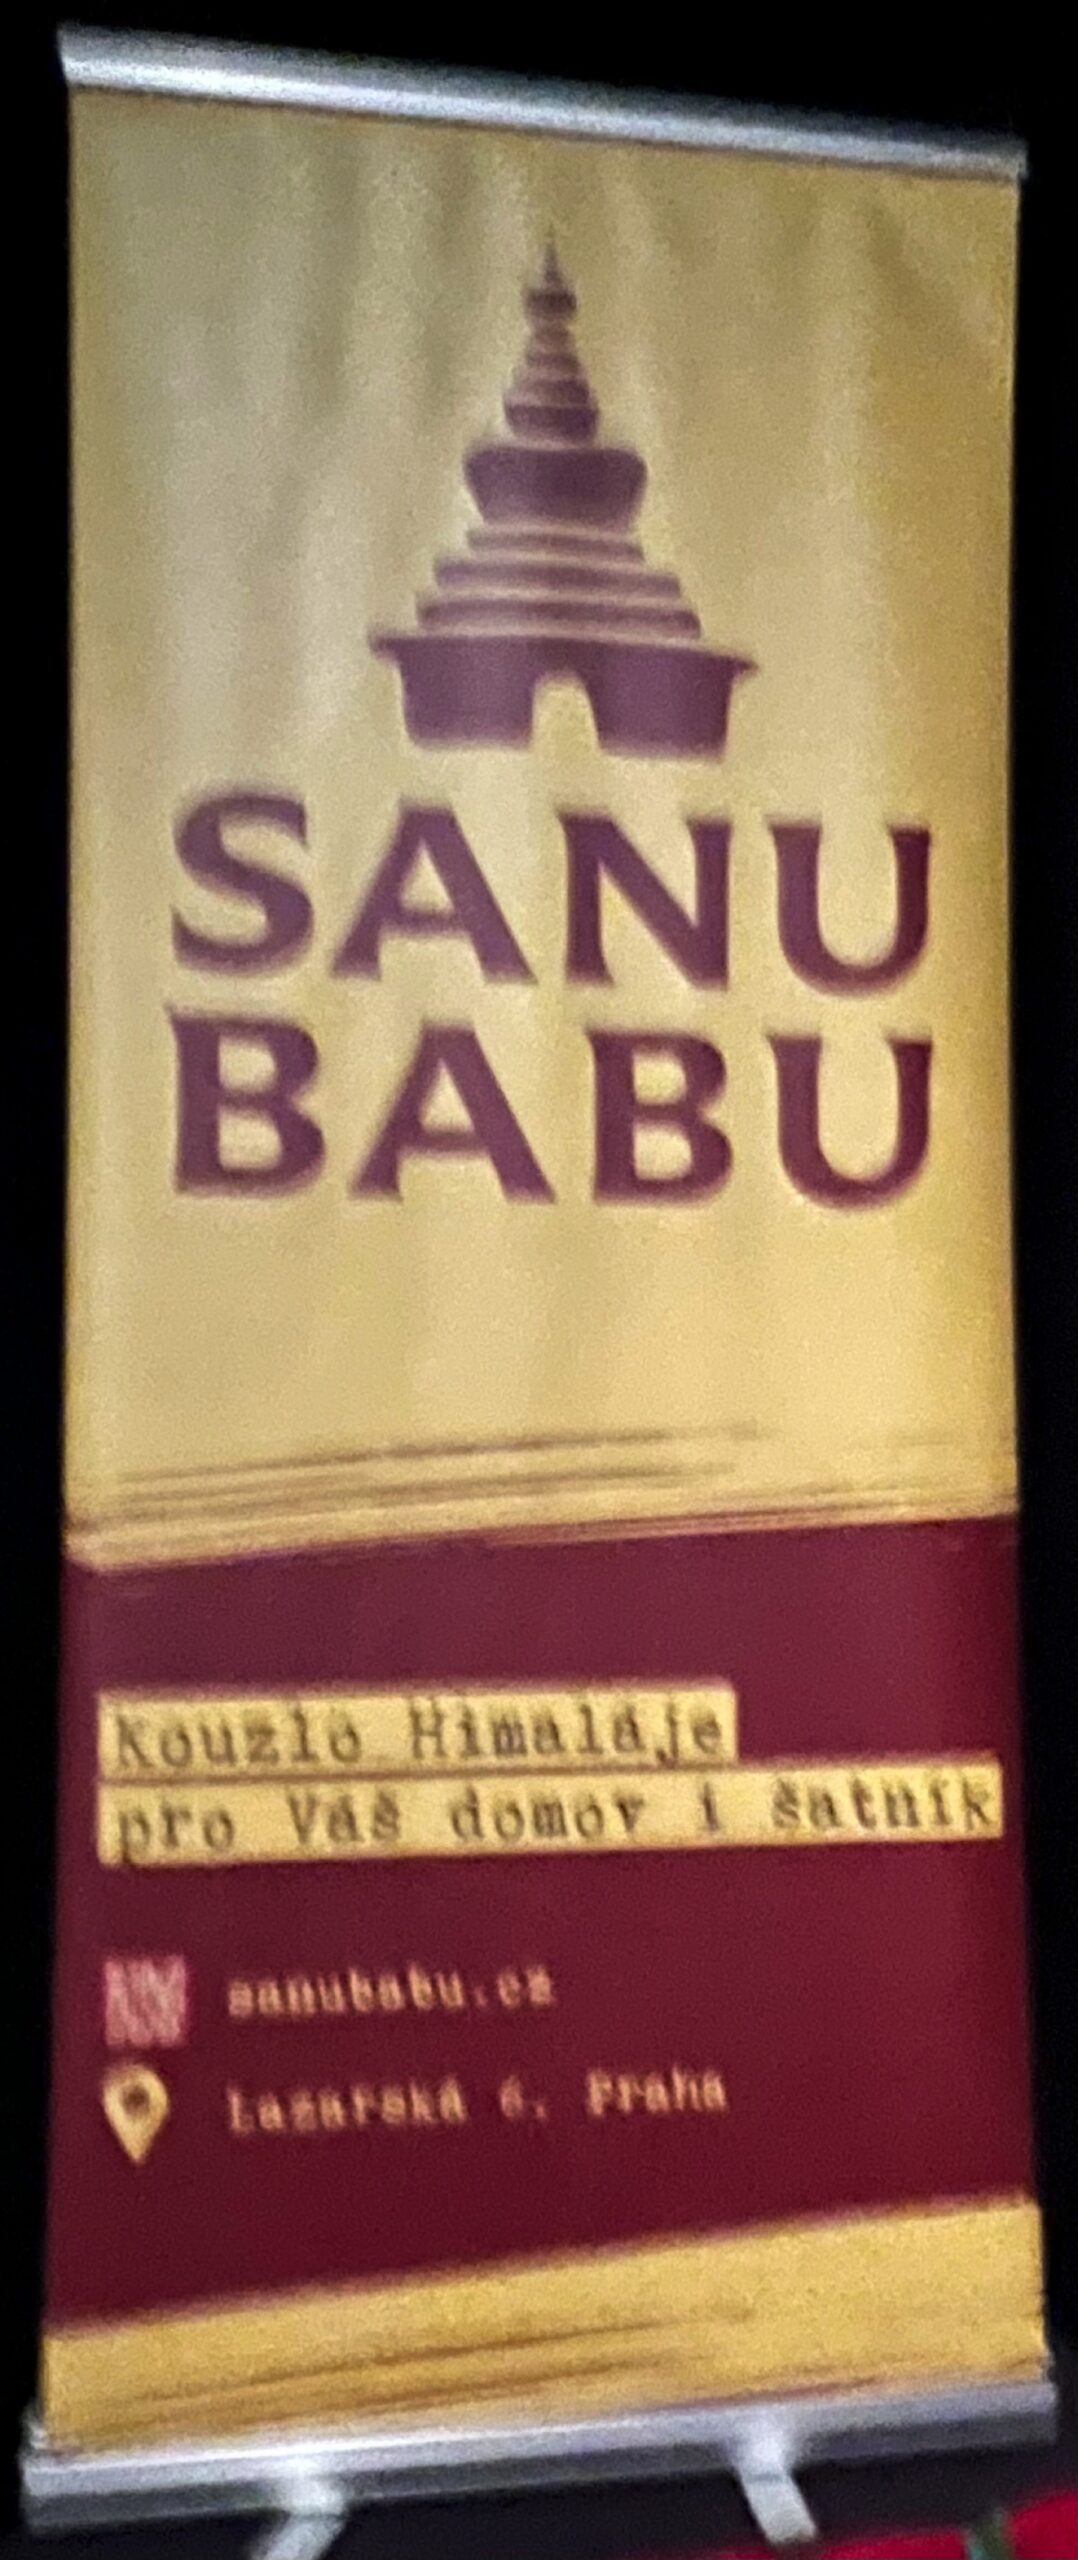 SANU
BABU
Kouzlo Himaláje
pro Váš domov i šatník
sanubabu.cz
Lazarská 6, Praha